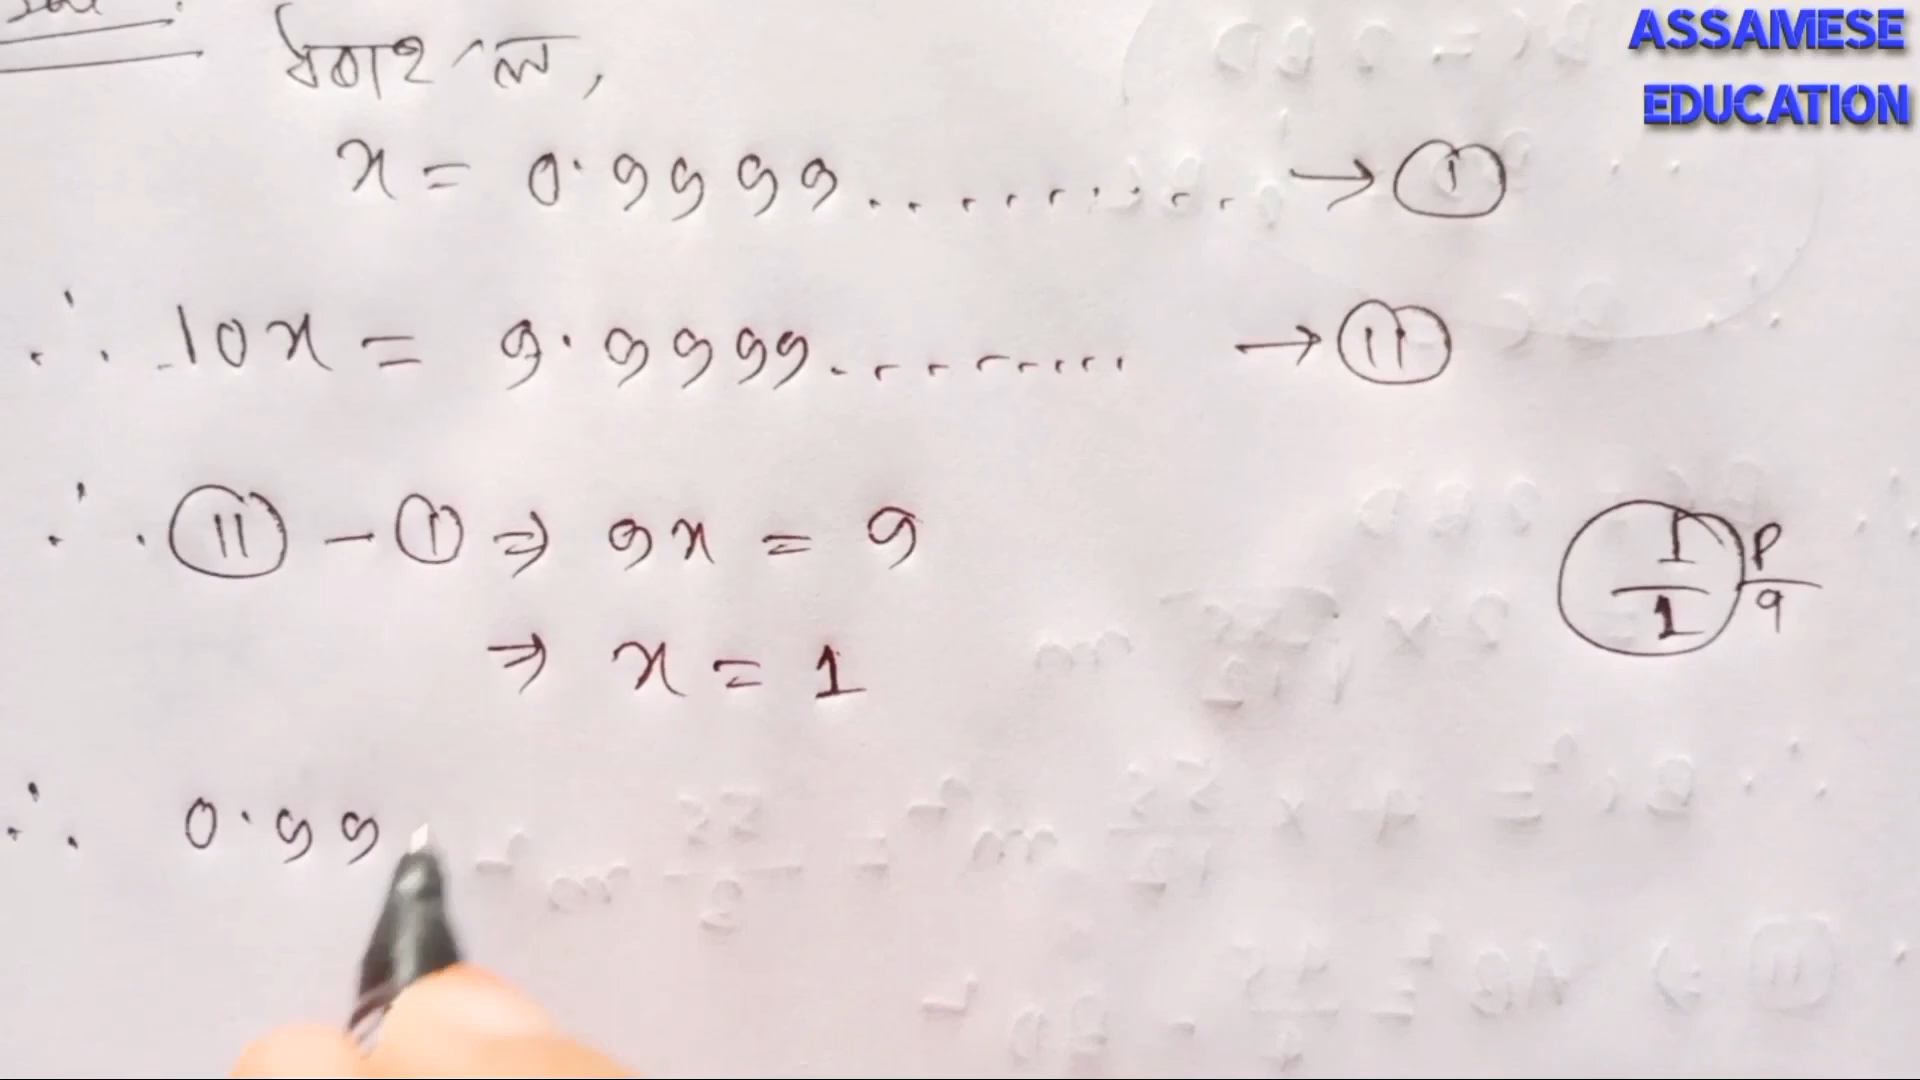 ASSAMESE
EDUCATION
ধৰাহ'ল,
x = 0.9999........... → (I)
∴ 10x = 9.9999......... → (II)
∴ (II) - (I) ⇒ 9x = 9
⇒ x = 1
1/1 p/q
∴ 0.99